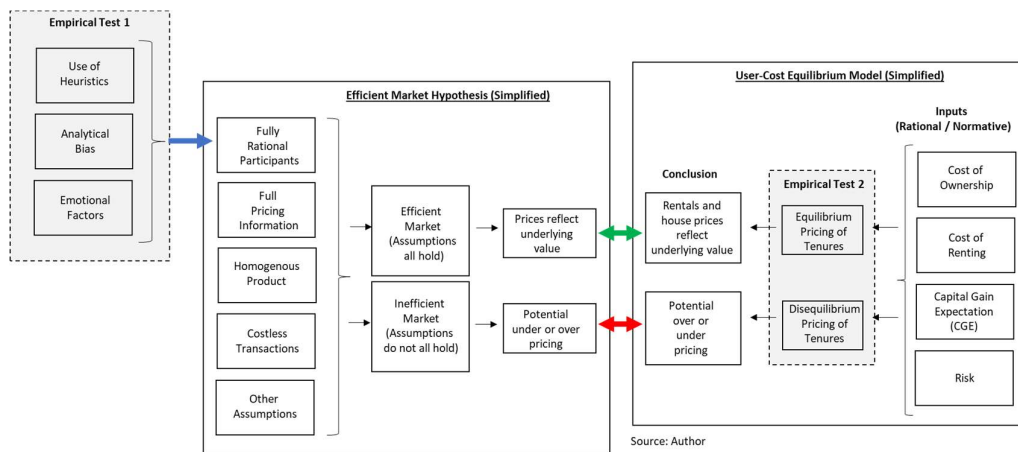 Empirical Test 1
Use of
Heuristics
Analytical
Bias
Emotional
Factors
Efficient Market Hypothesis (Simplified)
Fully
Rational
Participants
Full
Pricing
Information
Homogenous
Product
Costless
Transactions
Other
Assumptions
Efficient
Market
(Assumptions
all hold)
Inefficient
Market
(Assumptions
do not all hold)
Prices reflect
underlying
value
Potential
under or over
pricing
User-Cost Equilibrium Model (Simplified)
Conclusion
Rentals and
house prices
reflect
underlying value
Potential
over or
under
pricing
Empirical Test 2
Equilibrium
Pricing of
Tenures
Disequilibrium
Pricing of
Tenures
Inputs
(Rational / Normative)
Cost of
Ownership
Cost of
Renting
Capital Gain
Expectation
(CGE)
Risk
Source: Author